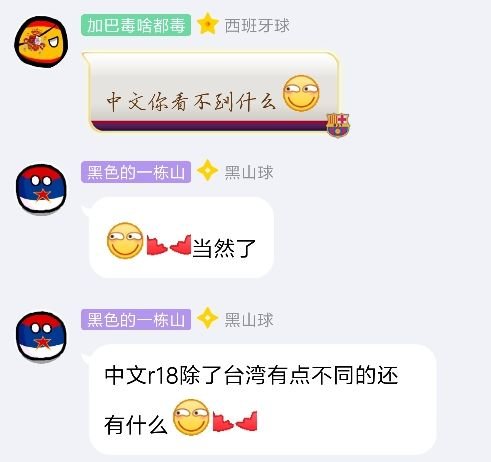 加巴毒啥都毒 西班牙球
中文你看不到什么
黑色的一栋山 黑山球
当然了
黑色的一栋山 黑山球
中文r18除了台湾有点不同的还
有什么